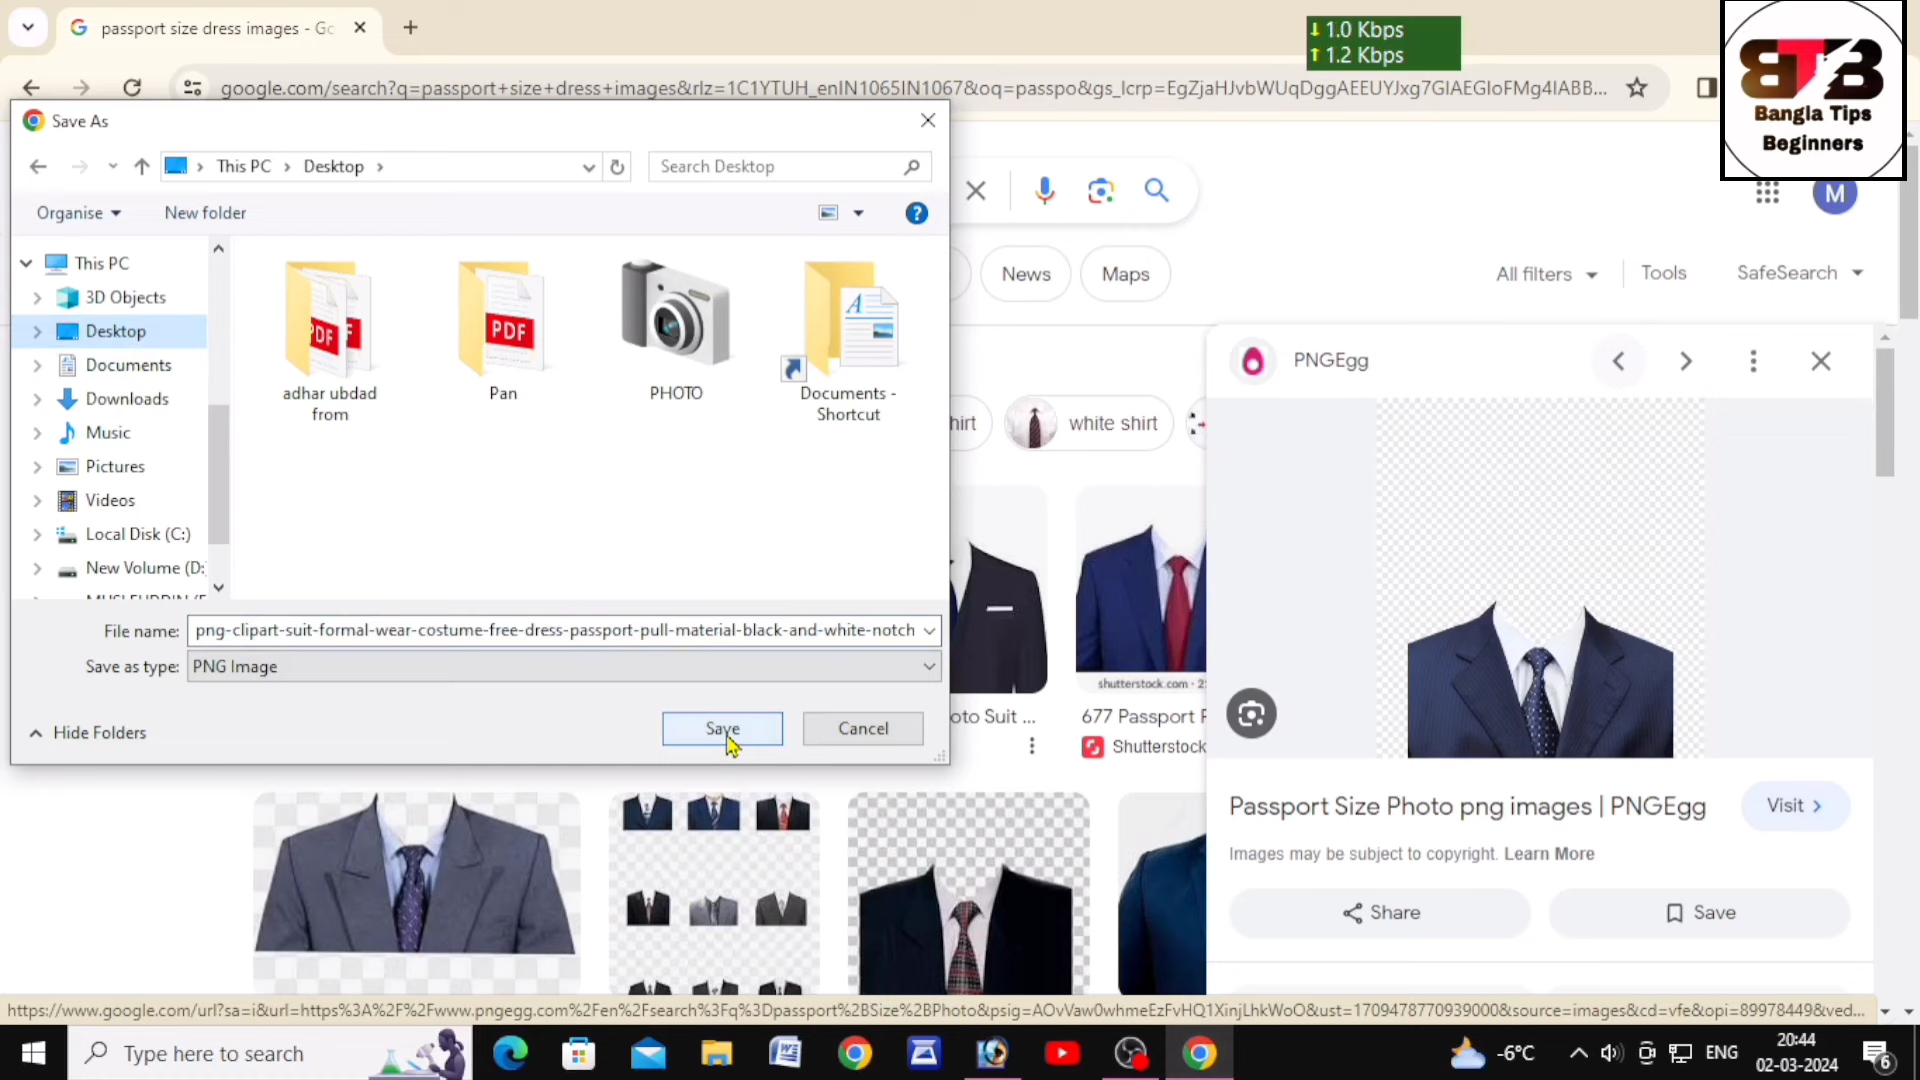 passport size dress images - Gc
1.0 Kbps
1.2 Kbps
BTB
Bangla Tips
Beginners
google.com/search?q=passport+size+dress+images&rlz=1C1YTUH_enIN1065IN1067&oq=passpo&gs_lcrp=EgZjaHJvbWUqDggAEEUYJxg7GIAEGIoFMg4IABB...
Save As
This PC
Desktop
Search Desktop
Organise
New folder
M
News
Maps
All filters
Tools
SafeSearch
This PC
3D Objects
Desktop
Documents
Downloads
Music
Pictures
Videos
Local Disk (C:)
New Volume (D:
PDF
PDF
adhar ubdad
from
Pan
PHOTO
Documents -
Shortcut
hirt
white shirt
PNGEgg
File name:
png-clipart-suit-formal-wear-costume-free-dress-passport-pull-material-black-and-white-notch
Save as type:
PNG Image
Hide Folders
Save
Cancel
shutterstock.com · 2
oto Suit ...
677 Passport
Shutterstock
Passport Size Photo png images | PNGEgg
Visit
Images may be subject to copyright. Learn More
Share
Save
https://www.google.com/url?sa=i&url=https%3A%2F%2Fwww.pngegg.com%2Fen%2Fsearch%3Fq%3Dpassport%2BSize%2BPhoto&psig=AOvVaw0whmeEzFvHQ1XinjLhkWoO&ust=1709478770939000&source=images&cd=vfe&opi=89978449&ved...
Type here to search
-6°C
ENG
20:44
02-03-2024
6